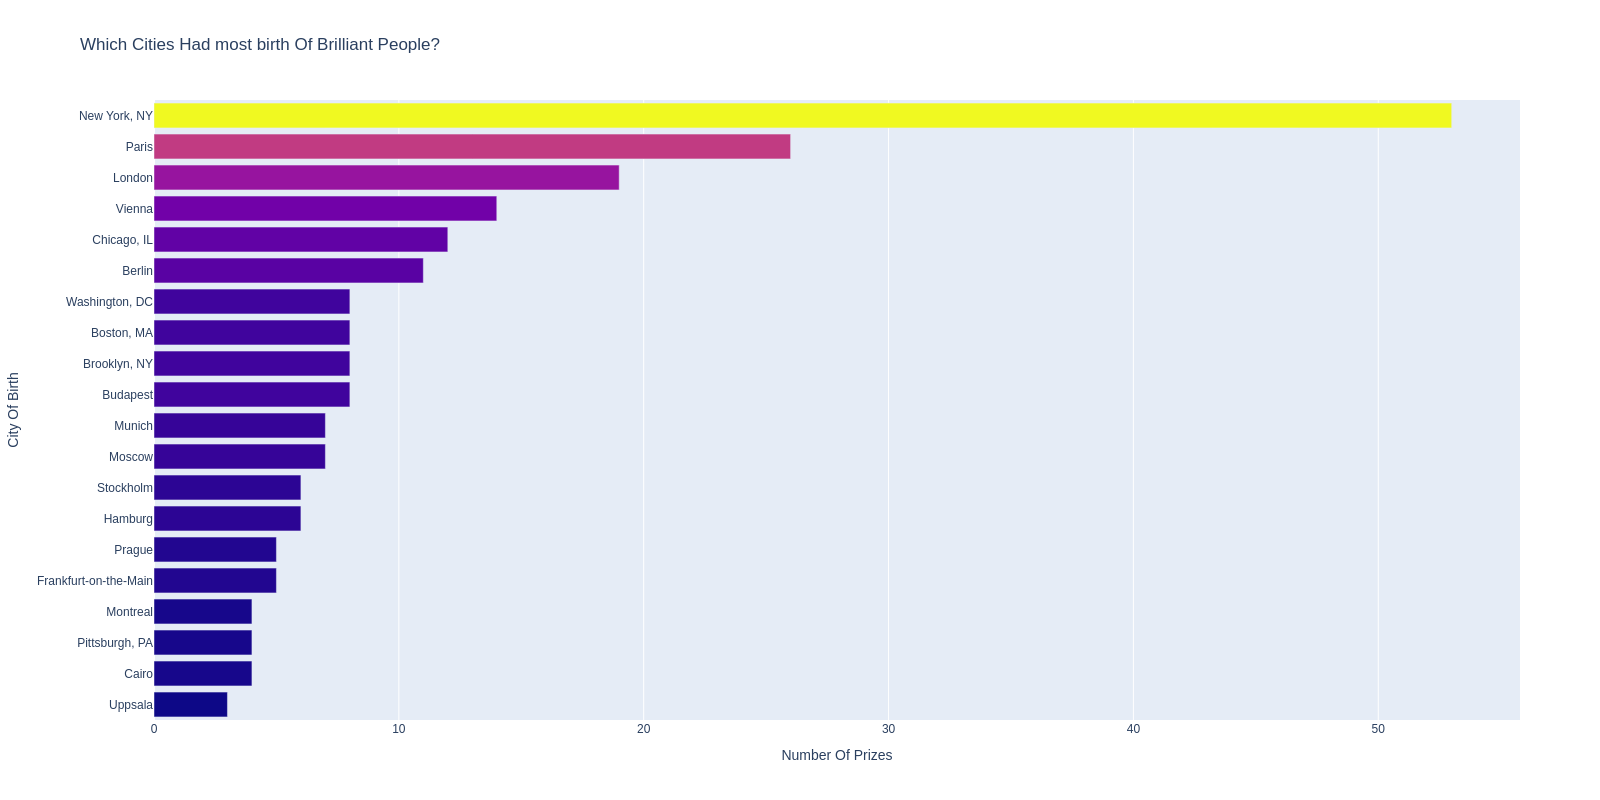 Which Cities Had most birth Of Brilliant People?
New York, NY
Paris
London
Vienna
Chicago, IL
Berlin
Washington, DC
Boston, MA
Brooklyn, NY
Budapest
Munich
Moscow
Stockholm
Hamburg
Prague
Frankfurt-on-the-Main
Montreal
Pittsburgh, PA
Cairo
Uppsala
City Of Birth
0 10 20 30 40 50
Number Of Prizes